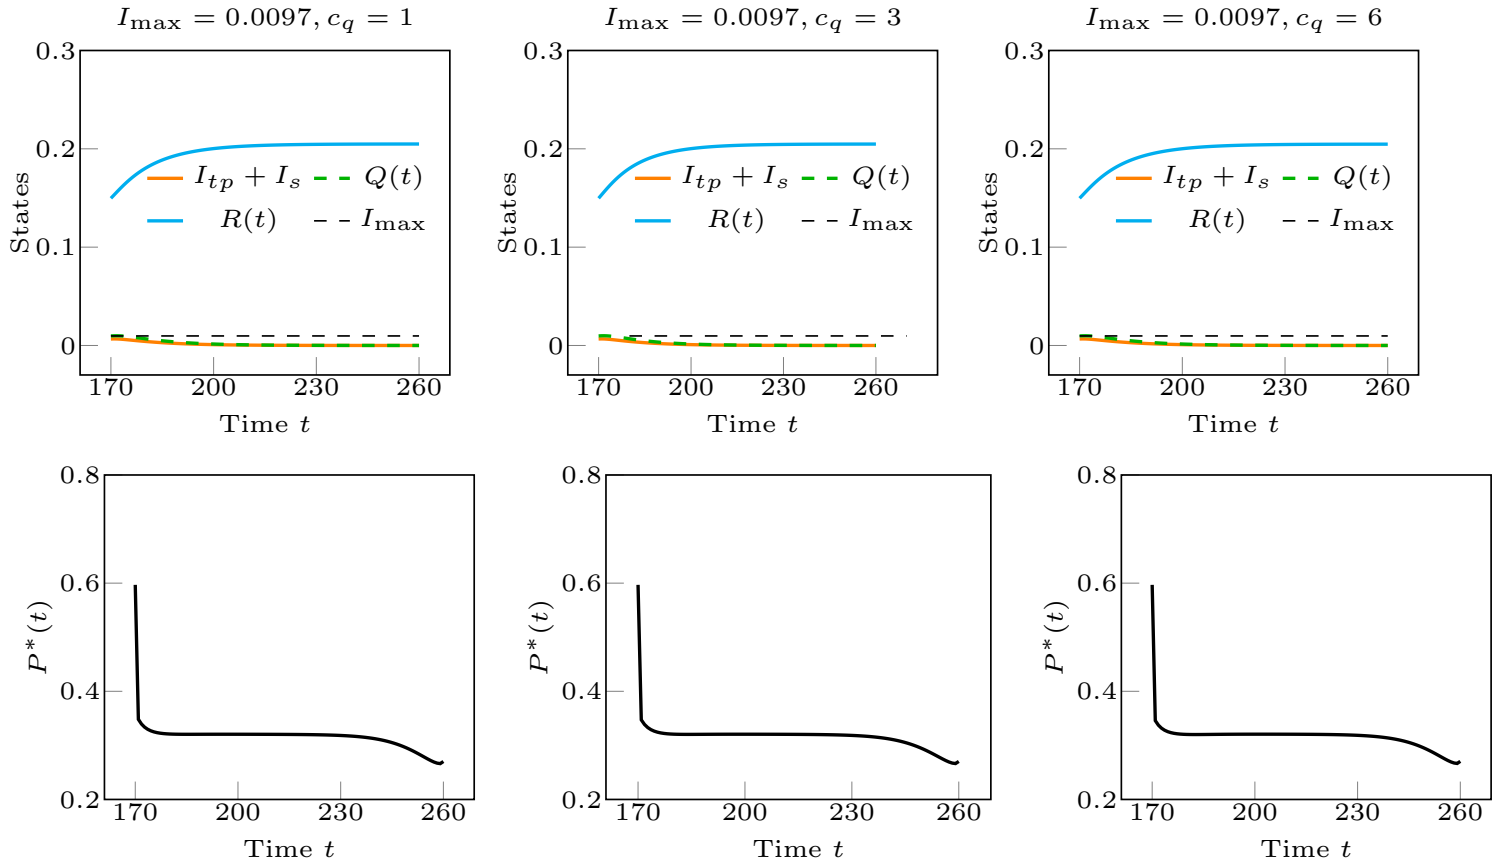 I_max = 0.0097, c_q = 1
0.3
0.2
0.1
0
States
I_tp + I_s
Q(t)
R(t)
I_max
170
200
230
260
Time t
I_max = 0.0097, c_q = 3
0.3
0.2
0.1
0
States
I_tp + I_s
Q(t)
R(t)
I_max
170
200
230
260
Time t
I_max = 0.0097, c_q = 6
0.3
0.2
0.1
0
States
I_tp + I_s
Q(t)
R(t)
I_max
170
200
230
260
Time t
0.8
0.6
0.4
0.2
P*(t)
170
200
230
260
Time t
0.8
0.6
0.4
0.2
P*(t)
170
200
230
260
Time t
0.8
0.6
0.4
0.2
P*(t)
170
200
230
260
Time t